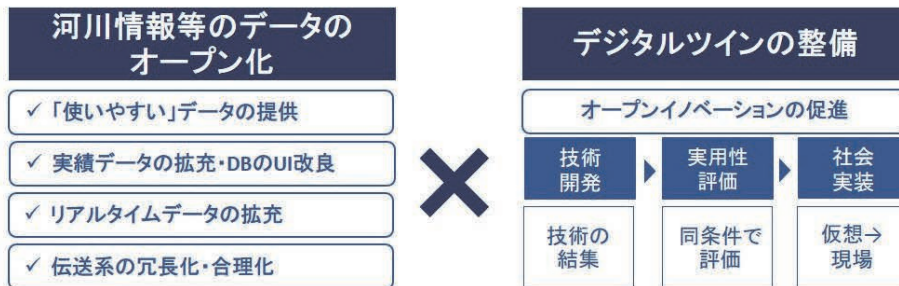 河川情報等のデータの
オープン化
✓ 「使いやすい」データの提供
✓ 実績データの拡充・DBのUI改良
✓ リアルタイムデータの拡充
✓ 伝送系の冗長化・合理化
×
デジタルツインの整備
オープンイノベーションの促進
技術
開発
実用性
評価
社会
実装
技術の
結集
同条件で
評価
仮想→
現場